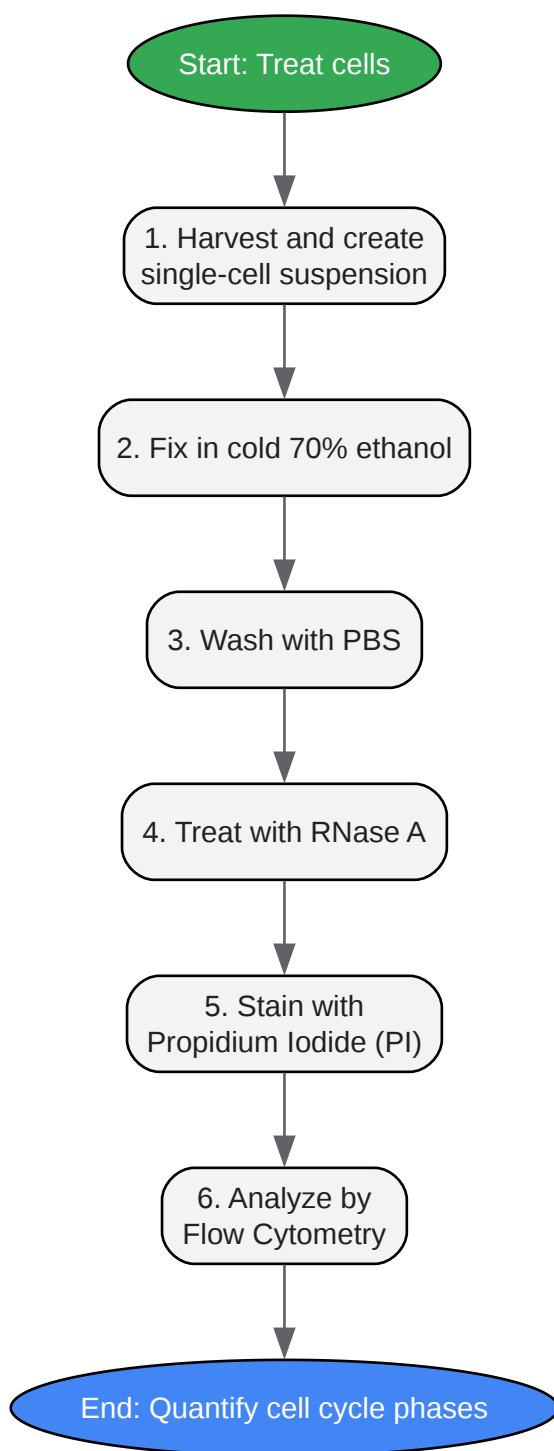 Start: Treat cells
1. Harvest and create
single-cell suspension
2. Fix in cold 70% ethanol
3. Wash with PBS
4. Treat with RNase A
5. Stain with
Propidium Iodide (PI)
6. Analyze by
Flow Cytometry
End: Quantify cell cycle phases